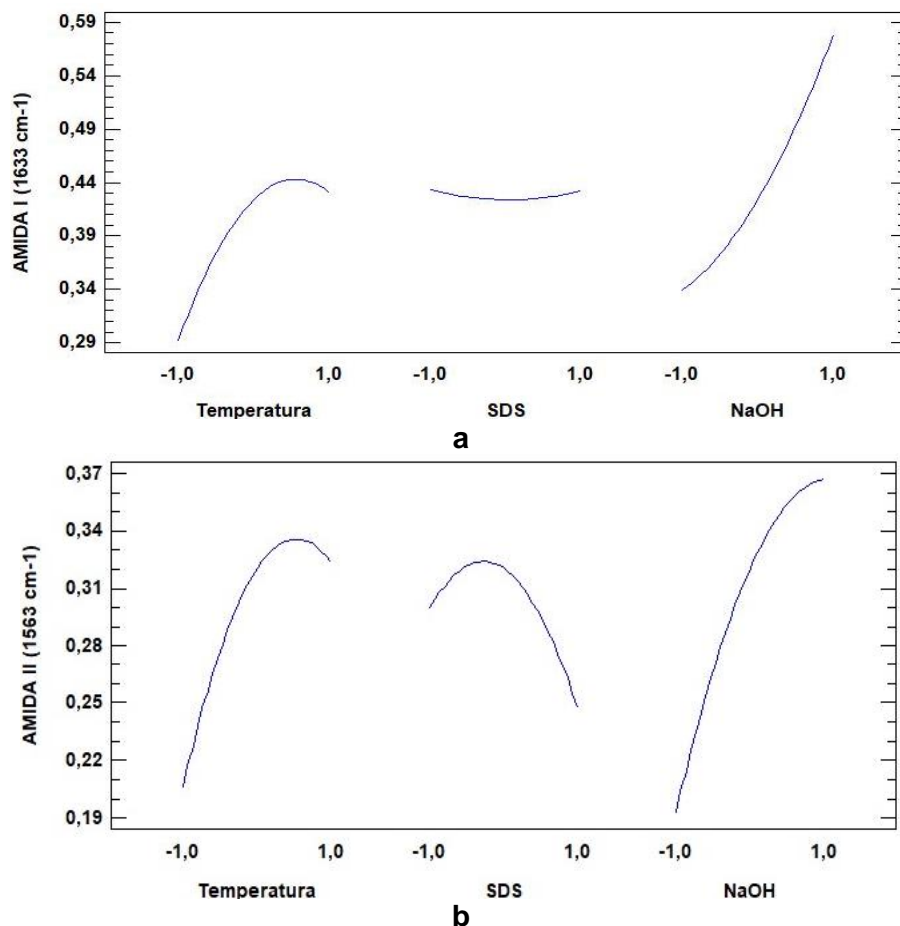 AMIDA I (1633 cm-1)
0,59
0,54
0,49
0,44
0,39
0,34
0,29
-1,0 1,0 -1,0 1,0 -1,0 1,0
Temperatura SDS NaOH
a
AMIDA II (1563 cm-1)
0,37
0,34
0,31
0,28
0,25
0,22
0,19
-1,0 1,0 -1,0 1,0 -1,0 1,0
Temperatura SDS NaOH
b